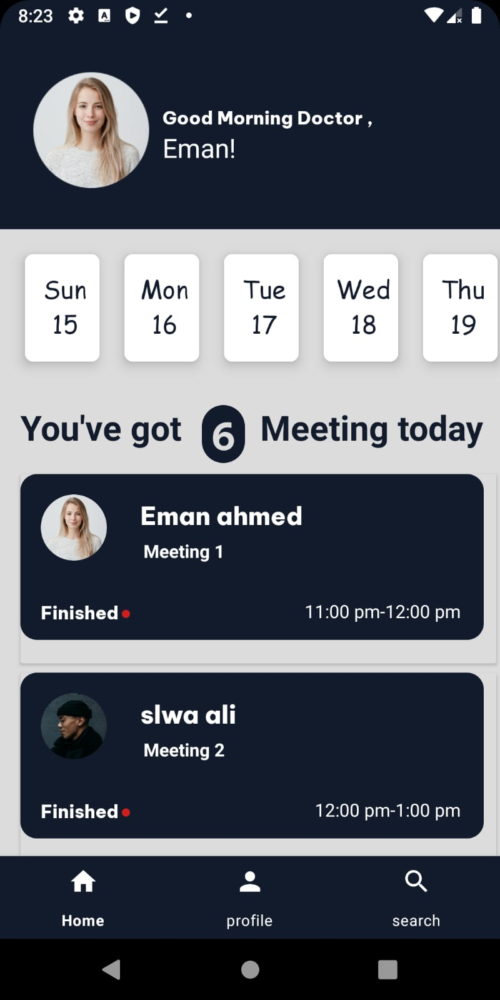 8:23
Good Morning Doctor ,
Eman!
Sun Mon Tue Wed Thu
15 16 17 18 19
You've got 6 Meeting today
Eman ahmed
Meeting 1
Finished 11:00 pm-12:00 pm
slwa ali
Meeting 2
Finished 12:00 pm-1:00 pm
Home profile search